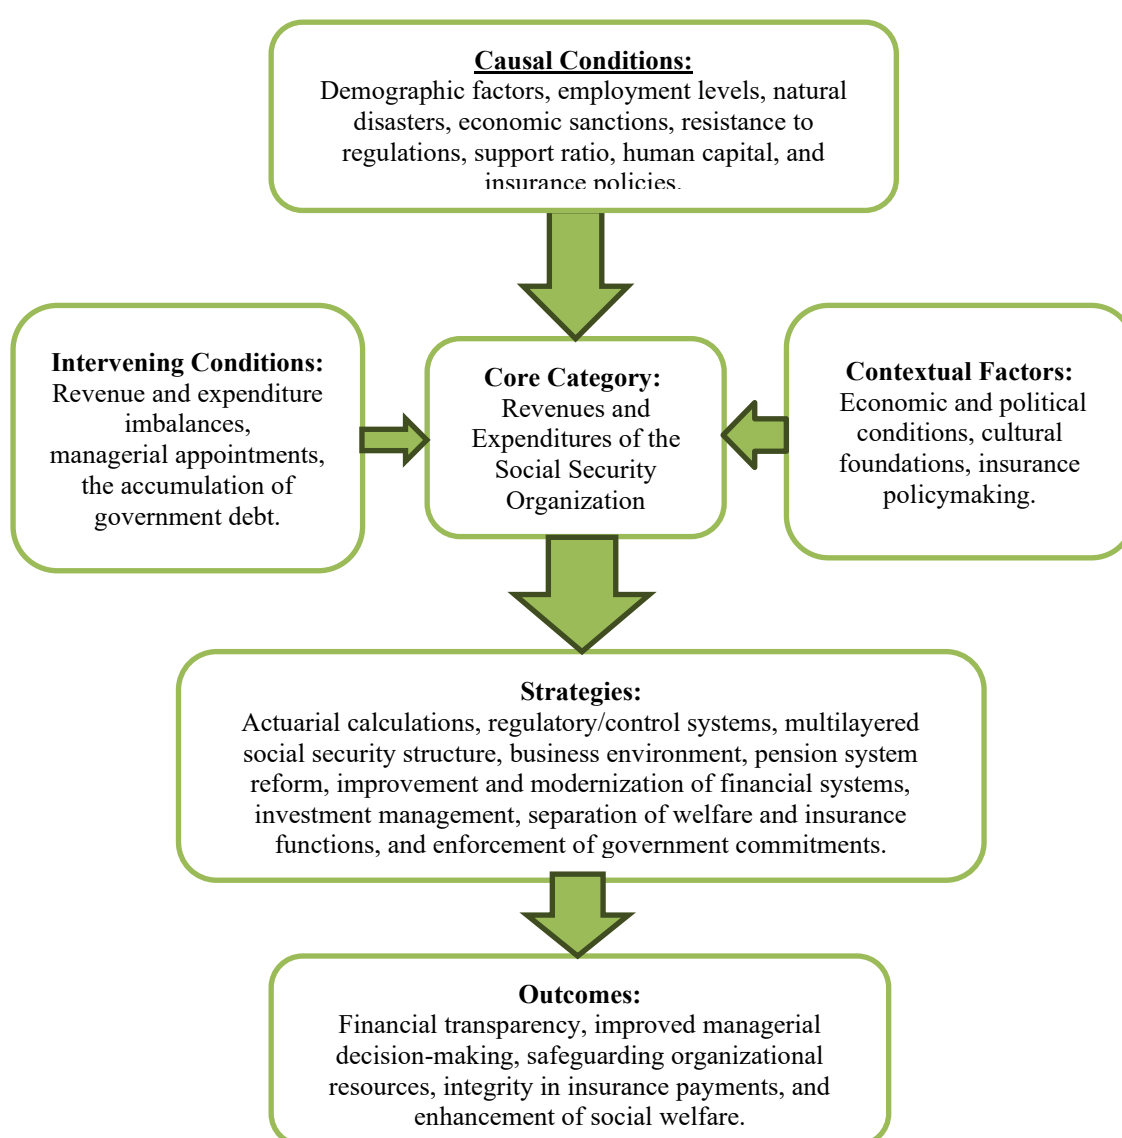 Causal Conditions:
Demographic factors, employment levels, natural
disasters, economic sanctions, resistance to
regulations, support ratio, human capital, and
insurance policies.
Intervening Conditions:
Revenue and expenditure
imbalances,
managerial appointments,
the accumulation of
government debt.
Core Category:
Revenues and
Expenditures of the
Social Security
Organization
Contextual Factors:
Economic and political
conditions, cultural
foundations, insurance
policymaking.
Strategies:
Actuarial calculations, regulatory/control systems, multilayered
social security structure, business environment, pension system
reform, improvement and modernization of financial systems,
investment management, separation of welfare and insurance
functions, and enforcement of government commitments.
Outcomes:
Financial transparency, improved managerial
decision-making, safeguarding organizational
resources, integrity in insurance payments, and
enhancement of social welfare.